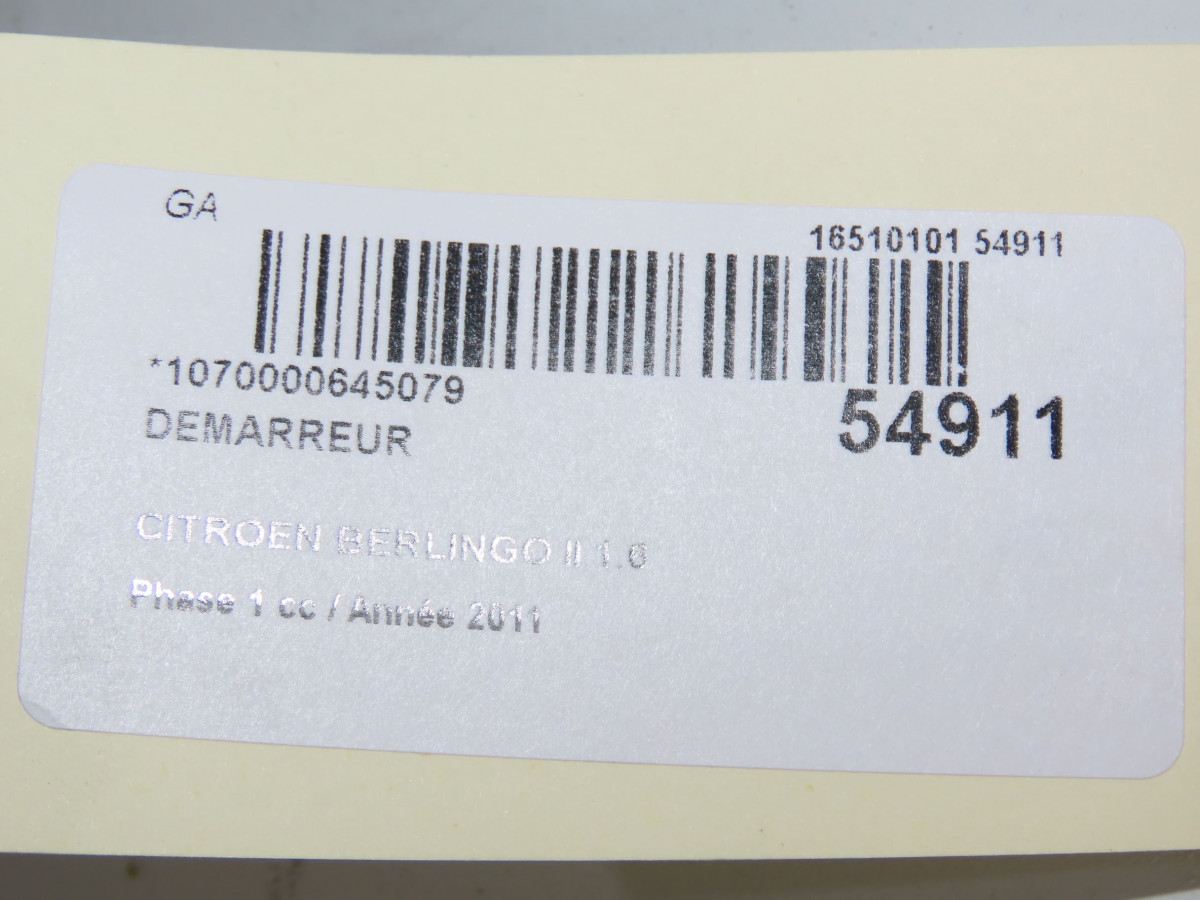 GA
16510101 54911
*1070000645079
54911
DEMARREUR
CITROEN BERLINGO II 1.6
Phase 1 cc / Année 2011